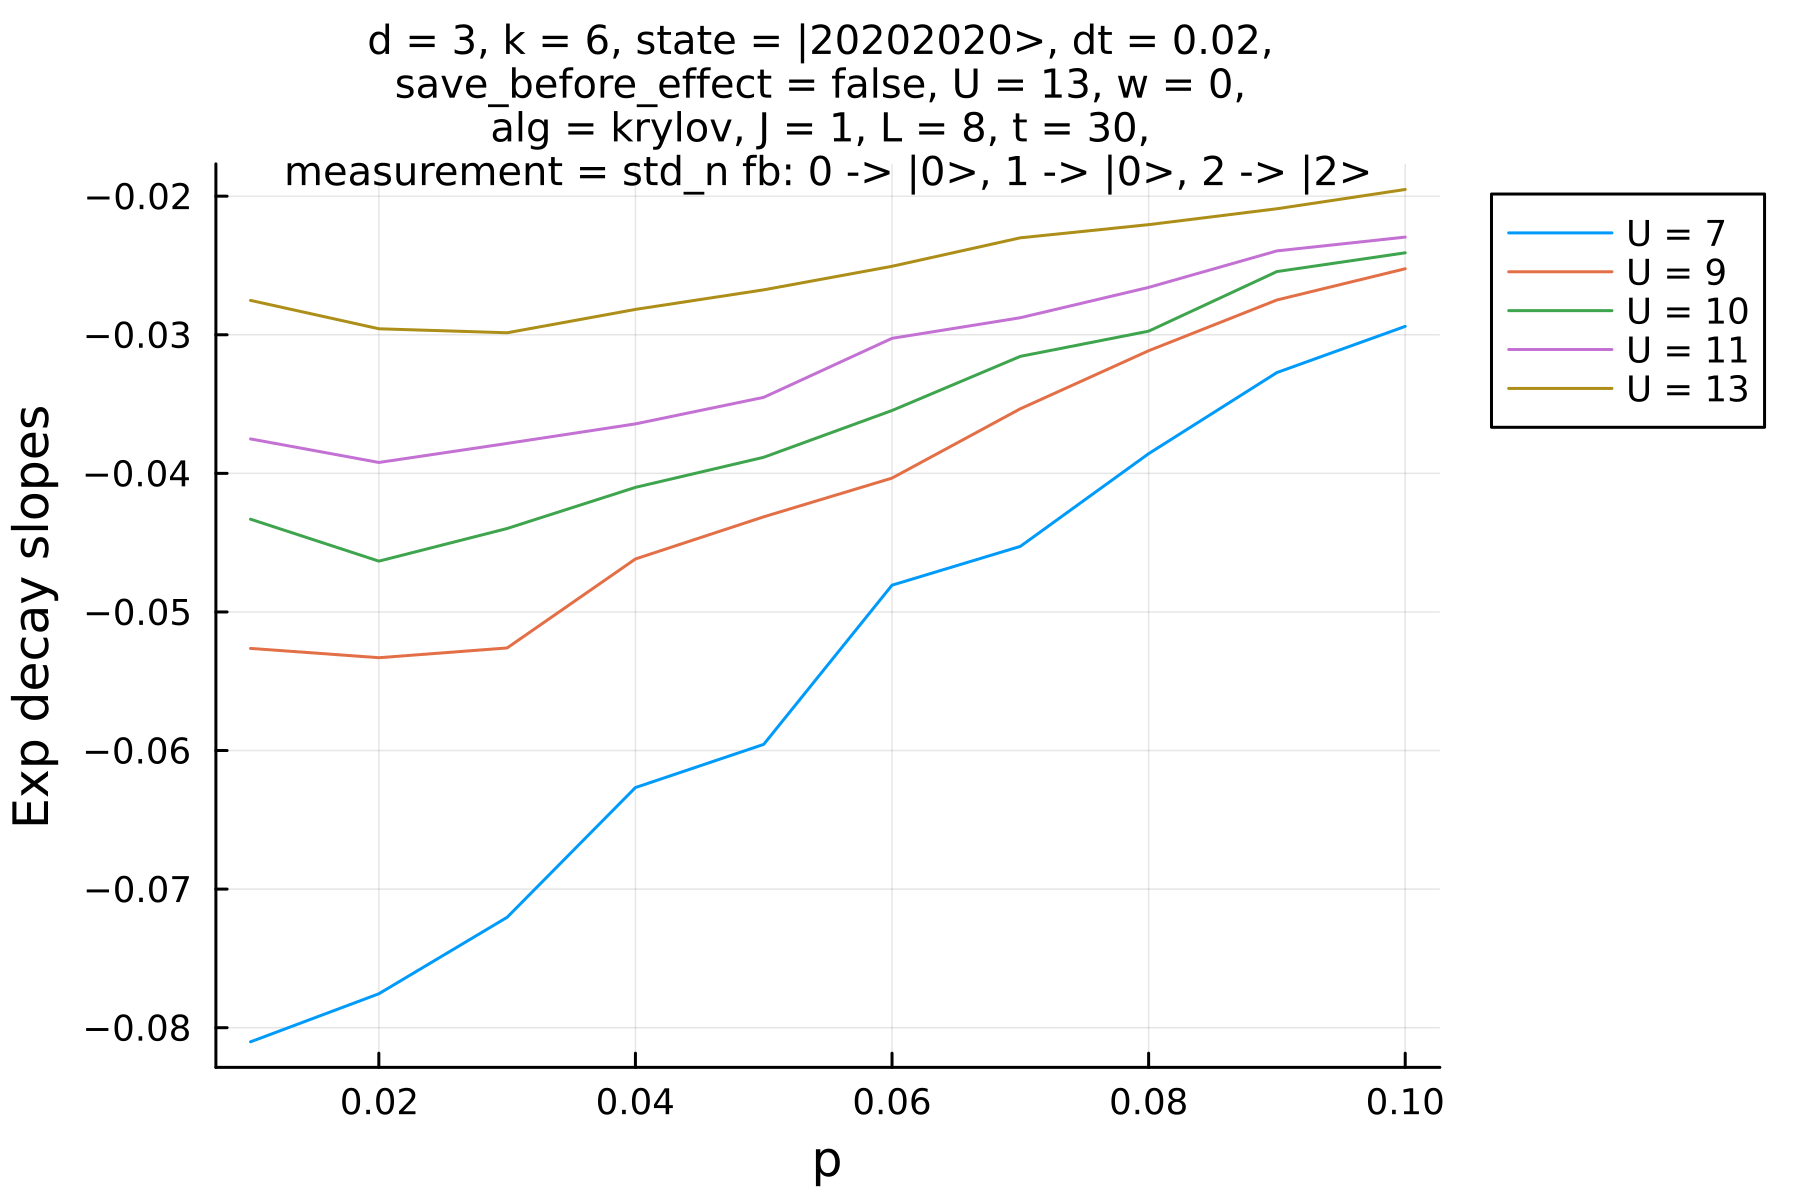 d = 3, k = 6, state = |20202020>, dt = 0.02,
save_before_effect = false, U = 13, w = 0,
alg = krylov, J = 1, L = 8, t = 30,
measurement = std_n fb: 0 -> |0>, 1 -> |0>, 2 -> |2>
−0.02
−0.03
−0.04
−0.05
−0.06
−0.07
−0.08
Exp decay slopes
0.02 0.04 0.06 0.08 0.10
p
U = 7
U = 9
U = 10
U = 11
U = 13